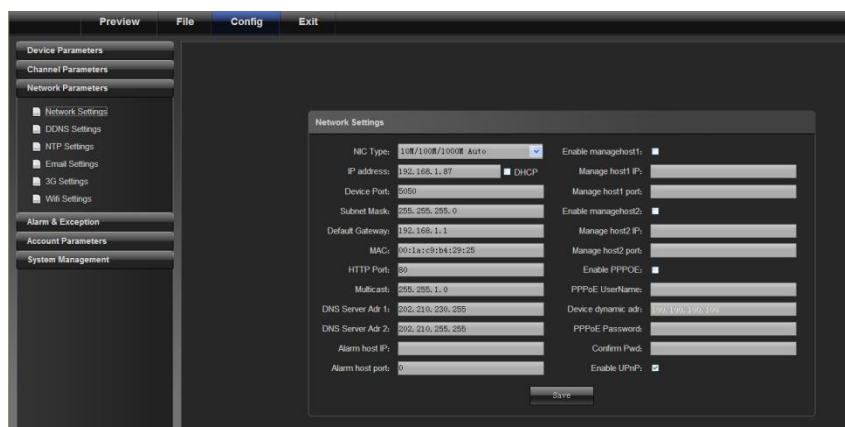 Preview File Config Exit
Device Parameters
Channel Parameters
Network Parameters
Network Settings
DDNS Settings
NTP Settings
Email Settings
3G Settings
Wifi Settings
Alarm & Exception
Account Parameters
System Management
Network Settings
NIC Type: 10M/100M/1000M Auto Enable managehost1:
IP address: 192.168.1.87 DHCP Manage host1 IP:
Device Port: 5050 Manage host1 port:
Subnet Mask: 255.255.255.0 Enable managehost2:
Default Gateway: 192.168.1.1 Manage host2 IP:
MAC: 00:1a:c9:b4:29:25 Manage host2 port:
HTTP Port: 80 Enable PPPOE:
Multicast: 255.255.1.0 PPPoE UserName:
DNS Server Adr 1: 202.210.230.255 Device dynamic adr:
DNS Server Adr 2: 202.210.255.255 PPPoE Password:
Alarm host IP: Confirm Pwd:
Alarm host port: 0 Enable UPnP:
Save